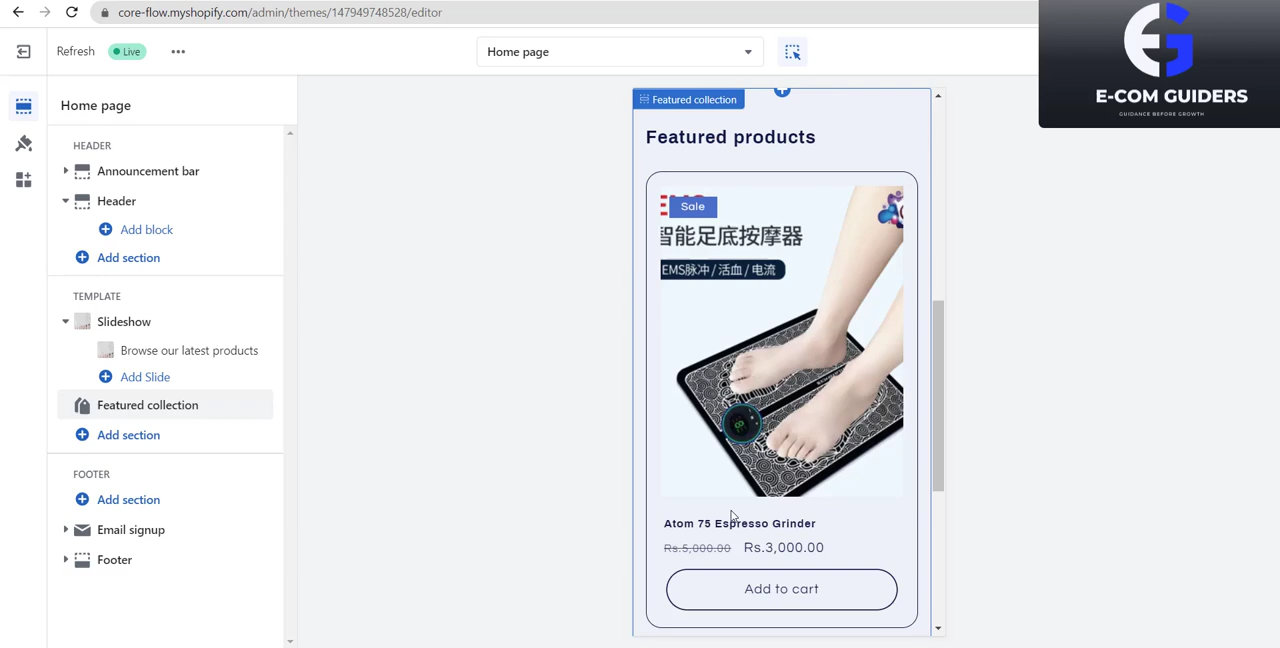 core-flow.myshopify.com/admin/themes/147949748528/editor
Refresh
Live
Home page
E-COM GUIDERS
GUIDANCE BEFORE GROWTH
Home page
HEADER
Announcement bar
Header
Add block
Add section
TEMPLATE
Slideshow
Browse our latest products
Add Slide
Featured collection
Add section
FOOTER
Add section
Email signup
Footer
Featured collection
Featured products
Sale
智能足底按摩器
EMS脉冲 / 活血 / 电流
Atom 75 Espresso Grinder
Rs.5,000.00 Rs.3,000.00
Add to cart